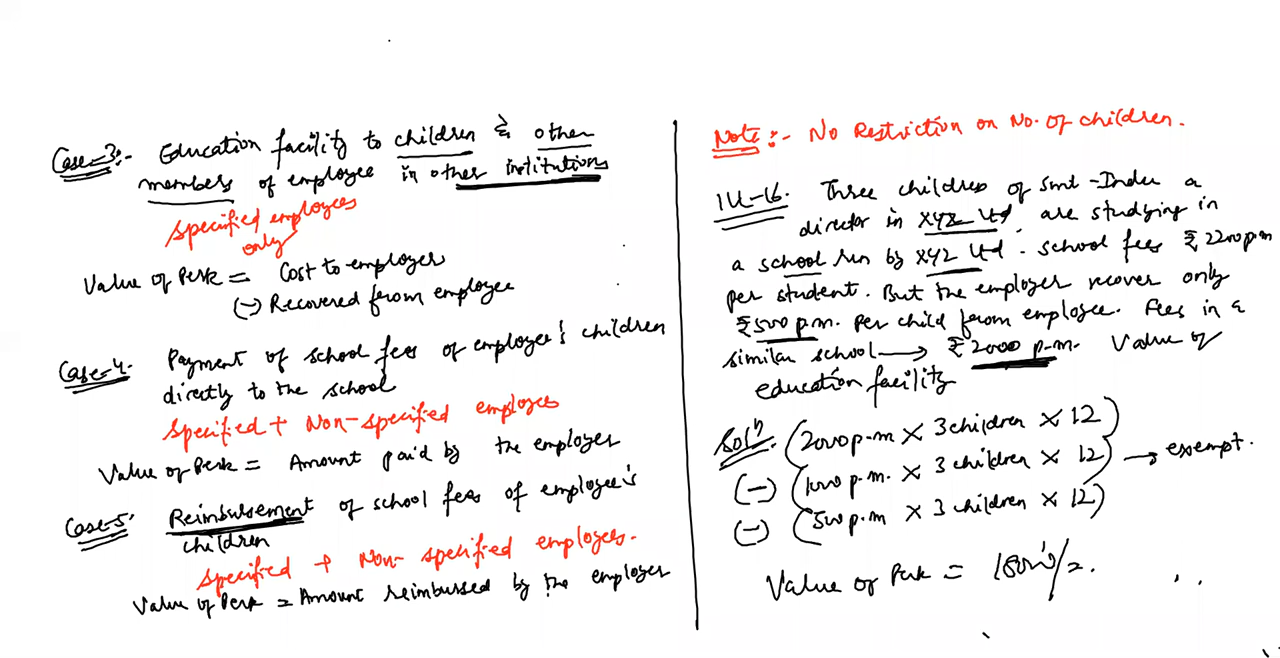 Case-3:- Education facility to children & other
members of employee in other institutions
specified employees
only
Value of Perk = Cost to employer
(-) Recovered from employee
Case-4. Payment of school fees of employee's children
directly to the school
Specified + Non-specified employees
Value of Perk = Amount paid by the employer
Case-5. Reimbursement of school fees of employee's
children
Specified + Non-specified employees.
Value of Perk = Amount reimbursed by the employer
Note:- No Restriction on No. of children.
Ill-16. Three children of Smt-Indu a
director in XYZ Ltd are studying in
a school run by XYZ Ltd. School fees ₹2200 p.m
per student. But the employer recover only
₹500 p.m. per child from employee. Fees in a
similar school → ₹2000 p.m. Value of
education facility
Solⁿ. (2000 p.m × 3 children × 12)
(-) (1000 p.m. × 3 children × 12) → exempt.
(-) (500 p.m × 3 children × 12)
Value of Perk = 18000/=.